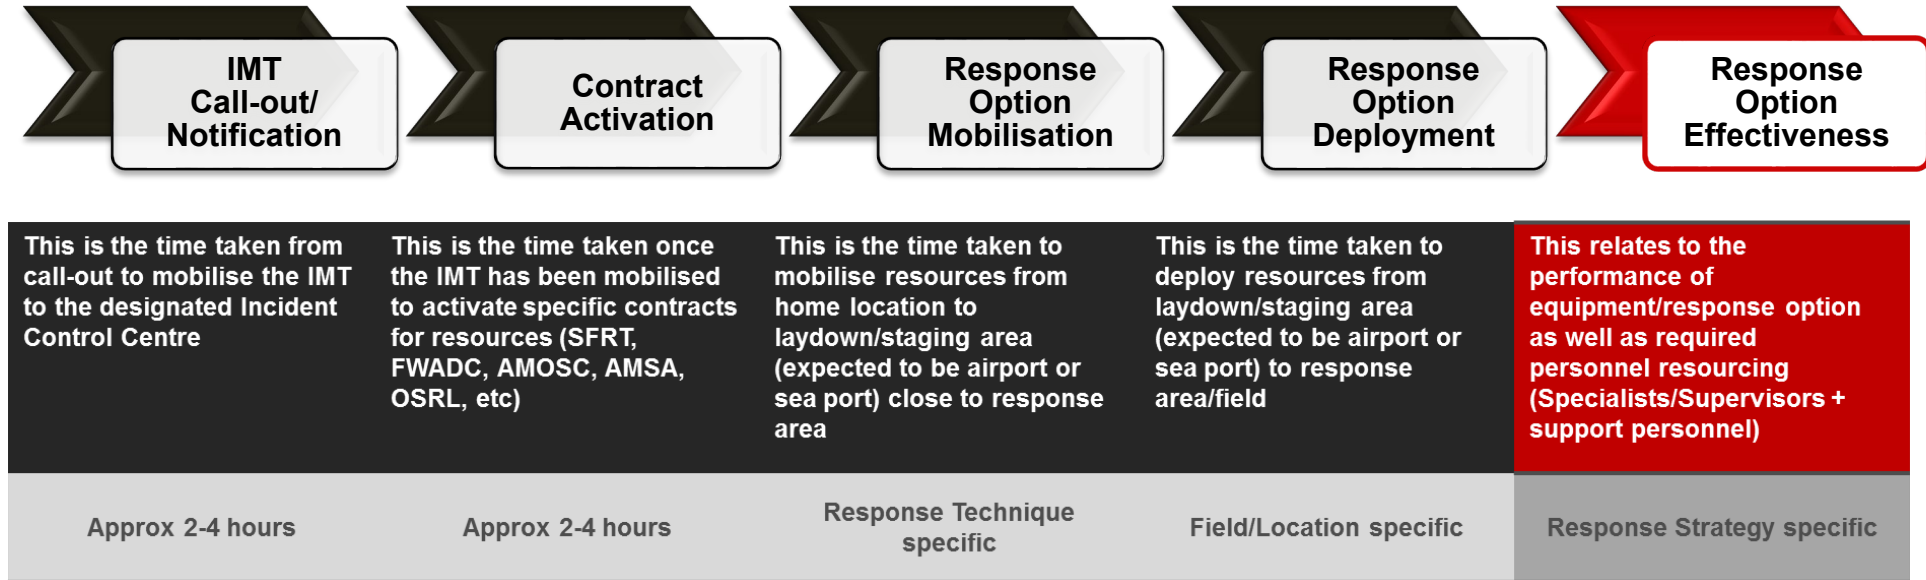 IMT
Call-out/
Notification
Contract
Activation
Response
Option
Mobilisation
Response
Option
Deployment
Response
Option
Effectiveness
This is the time taken from
call-out to mobilise the IMT
to the designated Incident
Control Centre
This is the time taken once
the IMT has been mobilised
to activate specific contracts
for resources (SFRT,
FWADC, AMOSC, AMSA,
OSRL, etc)
This is the time taken to
mobilise resources from
home location to
laydown/staging area
(expected to be airport or
sea port) close to response
area
This is the time taken to
deploy resources from
laydown/staging area
(expected to be airport or
sea port) to response
area/field
This relates to the
performance of
equipment/response option
as well as required
personnel resourcing
(Specialists/Supervisors +
support personnel)
Approx 2-4 hours
Approx 2-4 hours
Response Technique
specific
Field/Location specific
Response Strategy specific